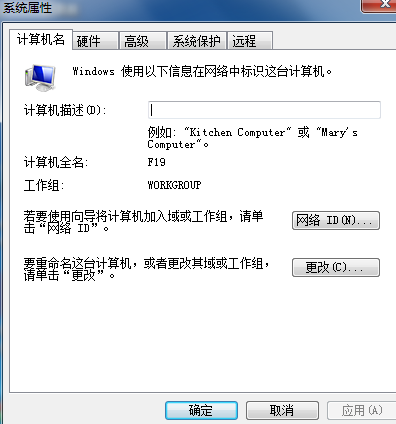 系统属性
计算机名 硬件 高级 系统保护 远程
Windows 使用以下信息在网络中标识这台计算机。
计算机描述(D):
例如: "Kitchen Computer" 或 "Mary's
Computer"。
计算机全名: F19
工作组: WORKGROUP
若要使用向导将计算机加入域或工作组，请单
击“网络 ID”。
网络 ID(N)...
要重命名这台计算机，或者更改其域或工作组，
请单击“更改”。
更改(C)...
确定 取消 应用(A)